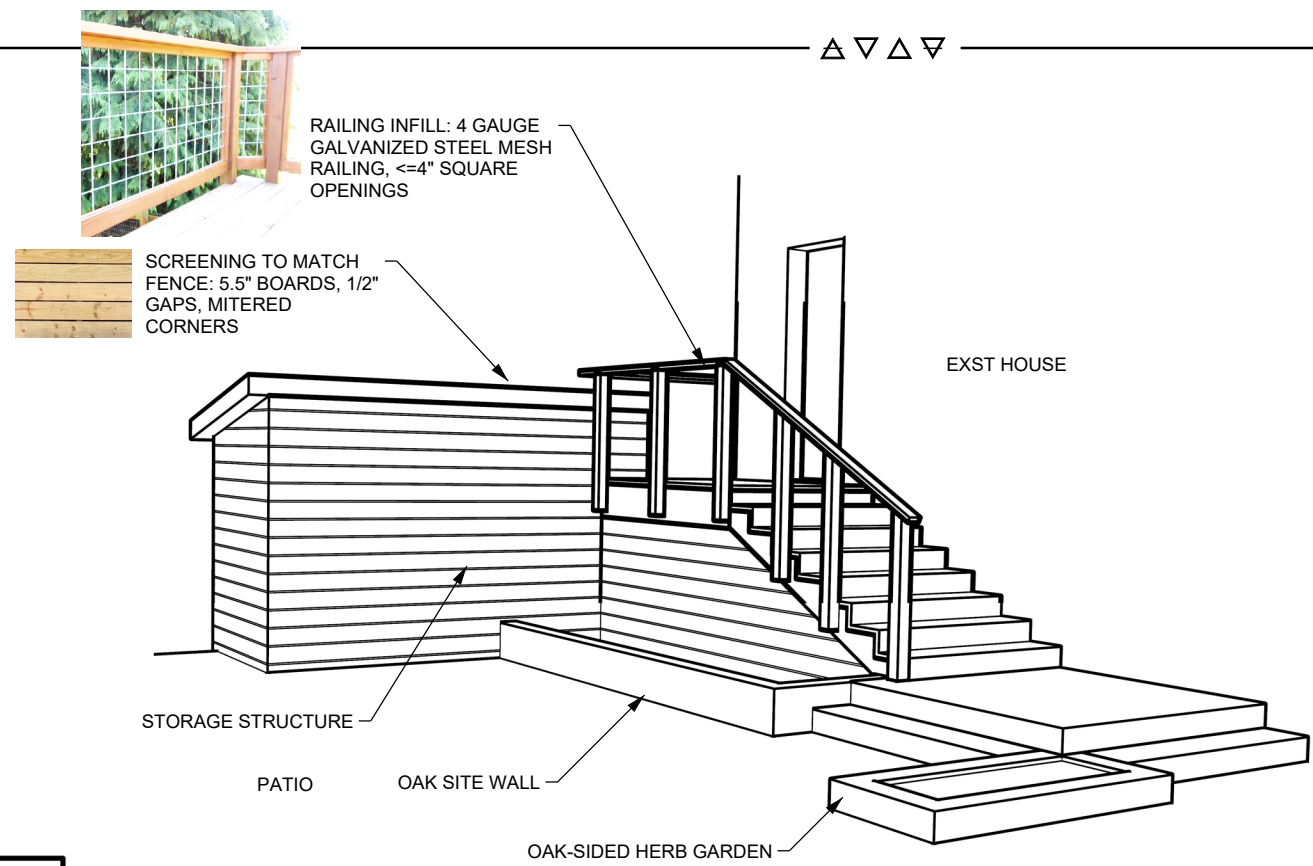 RAILING INFILL: 4 GAUGE
GALVANIZED STEEL MESH
RAILING, <=4" SQUARE
OPENINGS
SCREENING TO MATCH
FENCE: 5.5" BOARDS, 1/2"
GAPS, MITERED
CORNERS
EXST HOUSE
STORAGE STRUCTURE
PATIO
OAK SITE WALL
OAK-SIDED HERB GARDEN